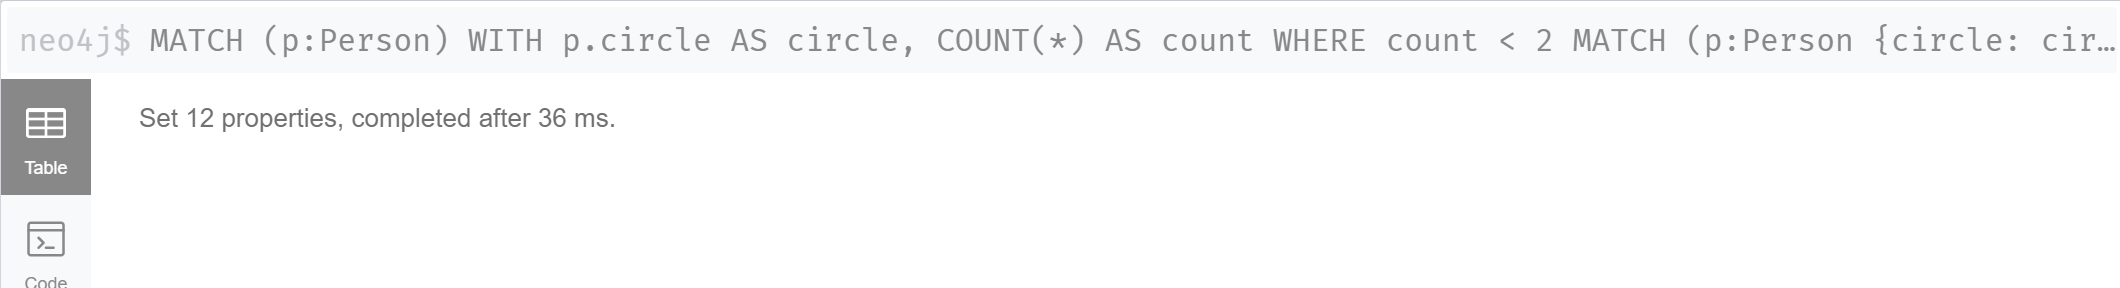 neo4j$ MATCH (p:Person) WITH p.circle AS circle, COUNT(*) AS count WHERE count < 2 MATCH (p:Person {circle: cir…
Set 12 properties, completed after 36 ms.
Table
Code